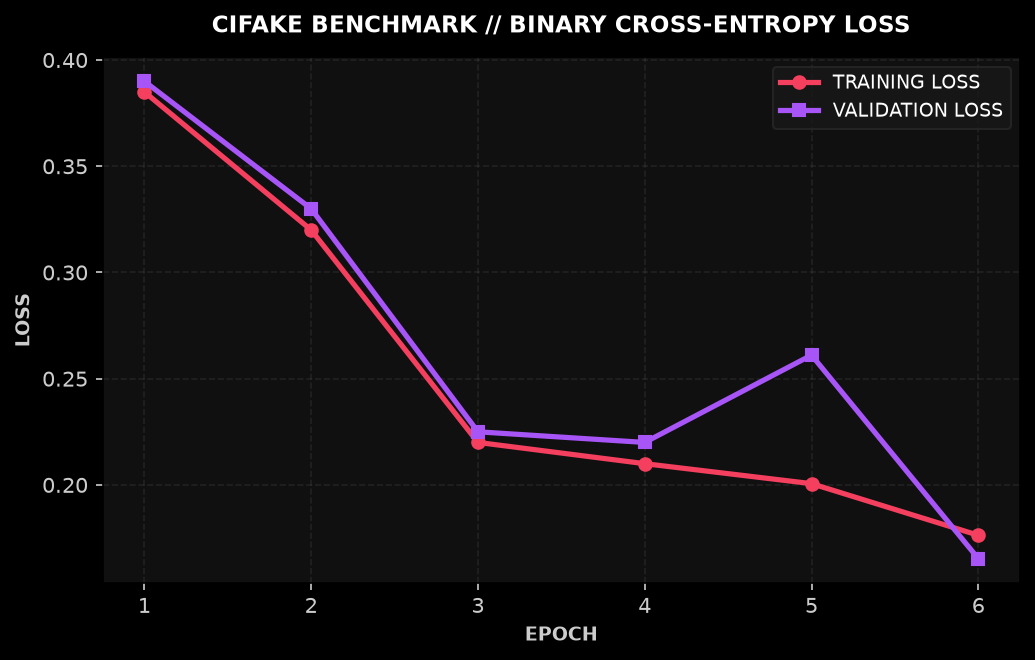 CIFAKE BENCHMARK // BINARY CROSS-ENTROPY LOSS
TRAINING LOSS
VALIDATION LOSS
0.40
0.35
0.30
0.25
0.20
LOSS
1 2 3 4 5 6
EPOCH